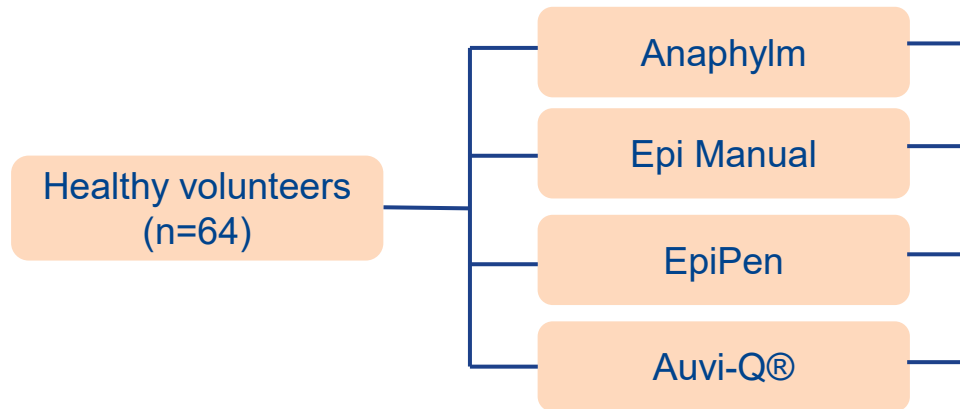 Healthy volunteers
(n=64)
Anaphylm
Epi Manual
EpiPen
Auvi-Q®